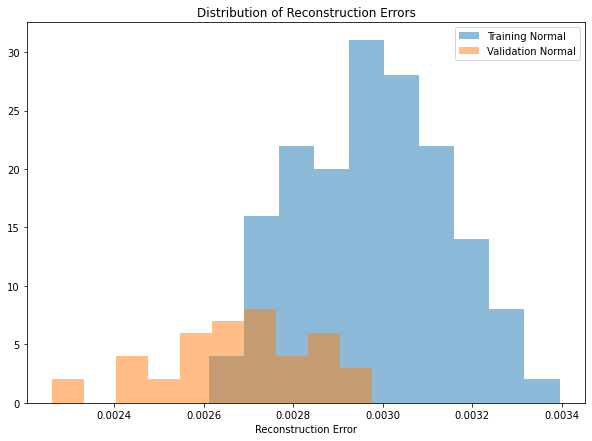 Distribution of Reconstruction Errors
Training Normal
Validation Normal
30
25
20
15
10
5
0
0.0024 0.0026 0.0028 0.0030 0.0032 0.0034
Reconstruction Error